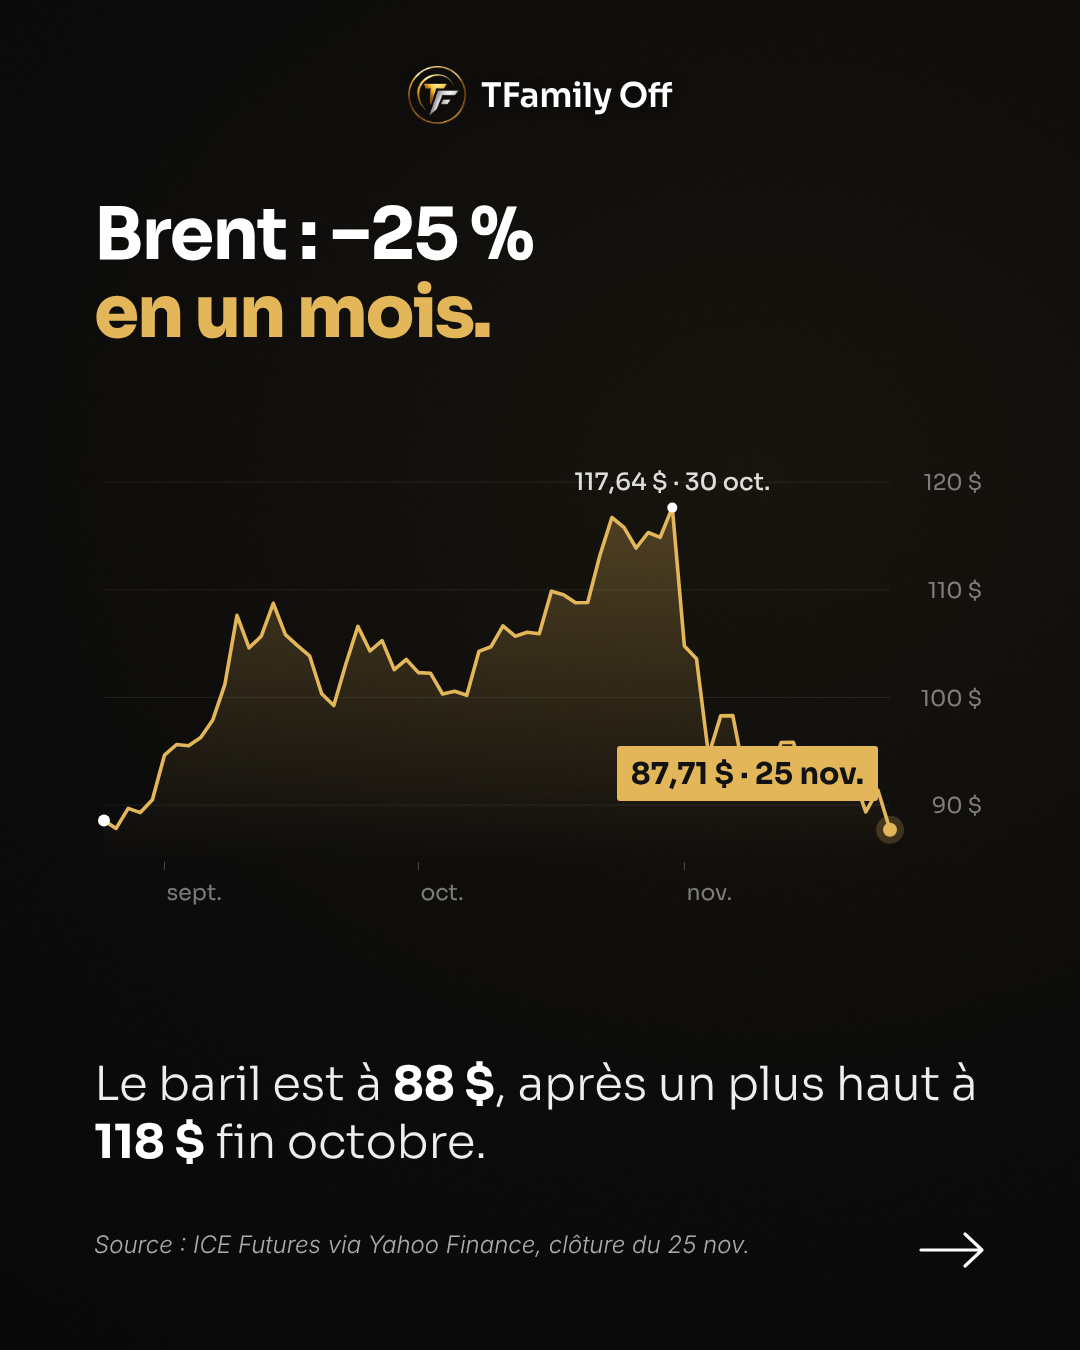 TFamily Off
Brent : −25 %
en un mois.
117,64 $ · 30 oct.
120 $
110 $
100 $
87,71 $ · 25 nov.
90 $
sept.
oct.
nov.
Le baril est à 88 $, après un plus haut à
118 $ fin octobre.
Source : ICE Futures via Yahoo Finance, clôture du 25 nov.